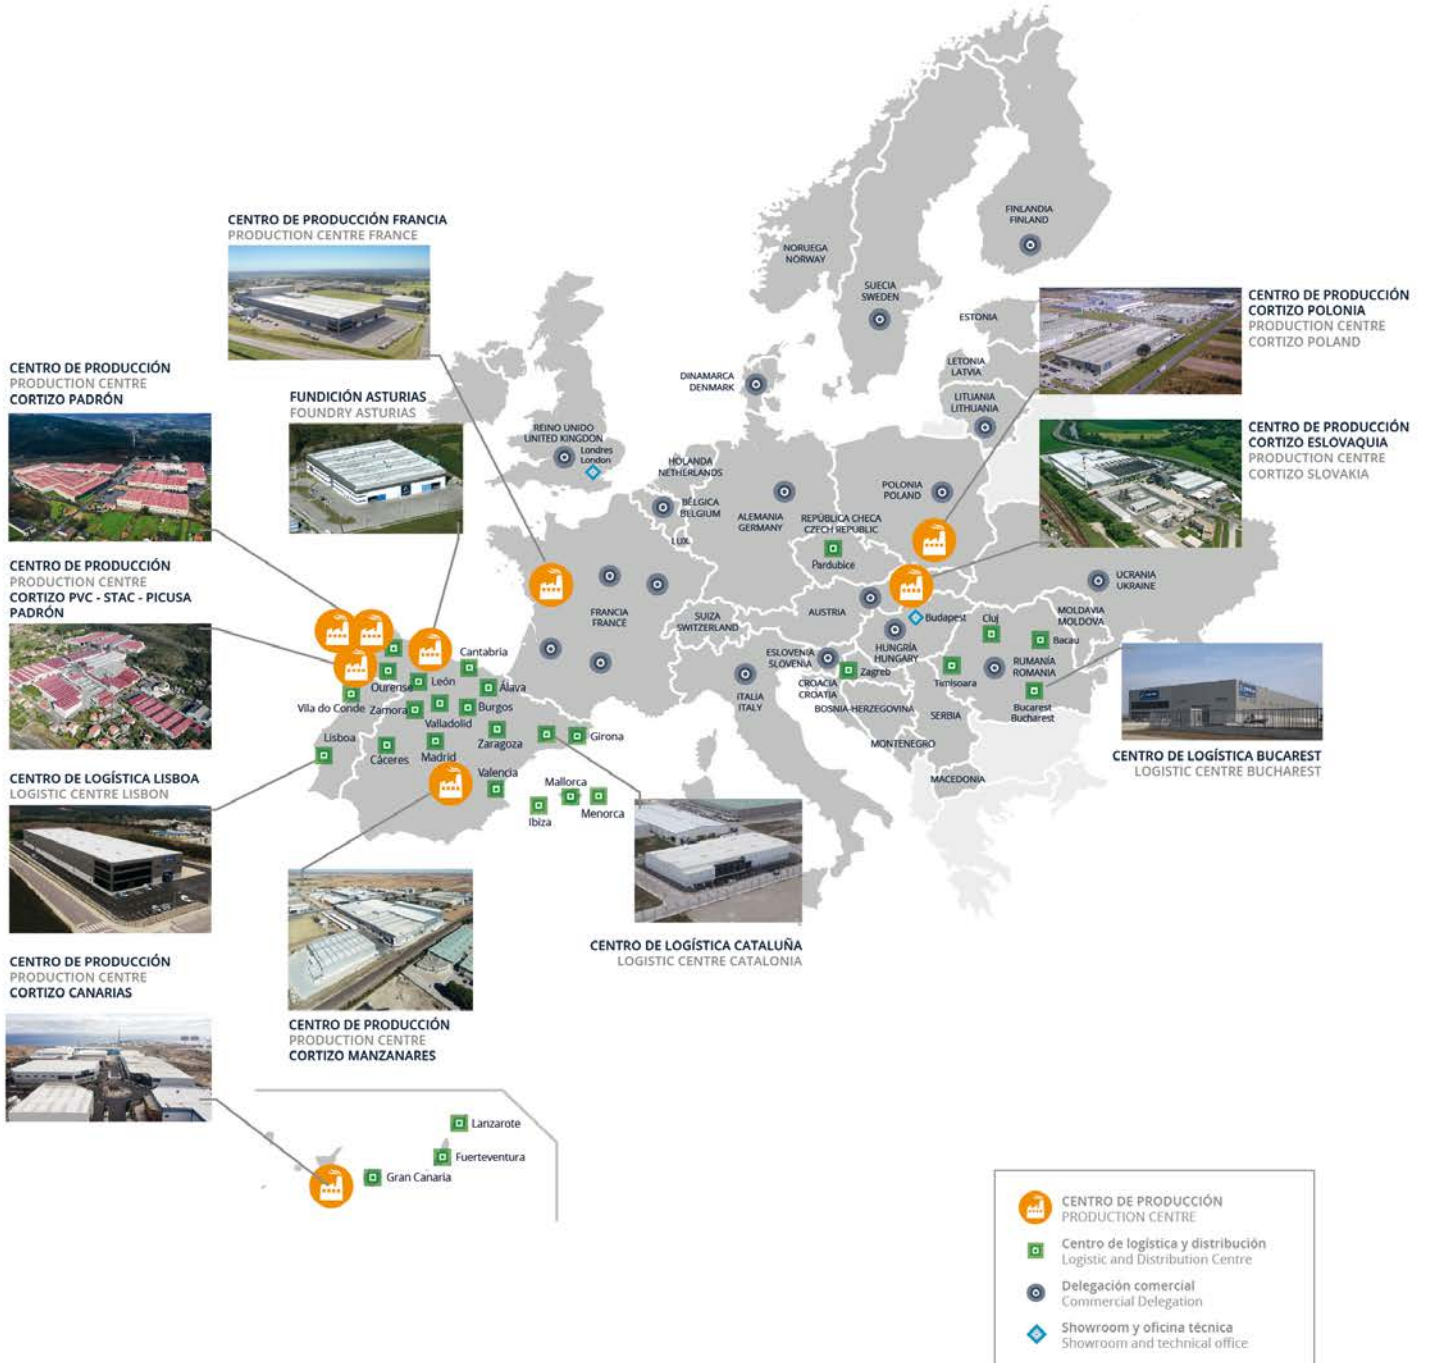 CENTRO DE PRODUCCIÓN FRANCIA
PRODUCTION CENTRE FRANCE
FINLANDIA
FINLAND
NORUEGA
NORWAY
SUECIA
SWEDEN
CENTRO DE PRODUCCIÓN
CORTIZO POLONIA
PRODUCTION CENTRE
CORTIZO POLAND
ESTONIA
LETONIA
LATVIA
DINAMARCA
DENMARK
LITUANIA
LITHUANIA
CENTRO DE PRODUCCIÓN
PRODUCTION CENTRE
CORTIZO PADRÓN
FUNDICIÓN ASTURIAS
FOUNDRY ASTURIAS
REINO UNIDO
UNITED KINGDOM
Londres
London
CENTRO DE PRODUCCIÓN
CORTIZO ESLOVAQUIA
PRODUCTION CENTRE
CORTIZO SLOVAKIA
HOLANDA
NETHERLANDS
BÉLGICA
BELGIUM
LUX.
ALEMANIA
GERMANY
POLONIA
POLAND
REPÚBLICA CHECA
CZECH REPUBLIC
Pardubice
CENTRO DE PRODUCCIÓN
PRODUCTION CENTRE
CORTIZO PVC - STAC - PICUSA
PADRÓN
UCRANIA
UKRAINE
FRANCIA
FRANCE
SUIZA
SWITZERLAND
AUSTRIA
Budapest
HUNGRÍA
HUNGARY
Cluj
MOLDAVIA
MOLDOVA
Bacau
RUMANÍA
ROMANIA
Timisoara
Bucarest
Bucharest
ESLOVENIA
SLOVENIA
Zagreb
CROACIA
CROATIA
ITALIA
ITALY
BOSNIA-HERZEGOVINA
SERBIA
MONTENEGRO
MACEDONIA
Cantabria
Ourense
León
Álava
Vila do Conde
Zamora
Burgos
Valladolid
Lisboa
Cáceres
Madrid
Zaragoza
Girona
Valencia
Mallorca
Ibiza
Menorca
CENTRO DE LOGÍSTICA BUCAREST
LOGISTIC CENTRE BUCHAREST
CENTRO DE LOGÍSTICA LISBOA
LOGISTIC CENTRE LISBON
CENTRO DE LOGÍSTICA CATALUÑA
LOGISTIC CENTRE CATALONIA
CENTRO DE PRODUCCIÓN
PRODUCTION CENTRE
CORTIZO CANARIAS
CENTRO DE PRODUCCIÓN
PRODUCTION CENTRE
CORTIZO MANZANARES
Lanzarote
Fuerteventura
Gran Canaria
CENTRO DE PRODUCCIÓN
PRODUCTION CENTRE
Centro de logística y distribución
Logistic and Distribution Centre
Delegación comercial
Commercial Delegation
Showroom y oficina técnica
Showroom and technical office